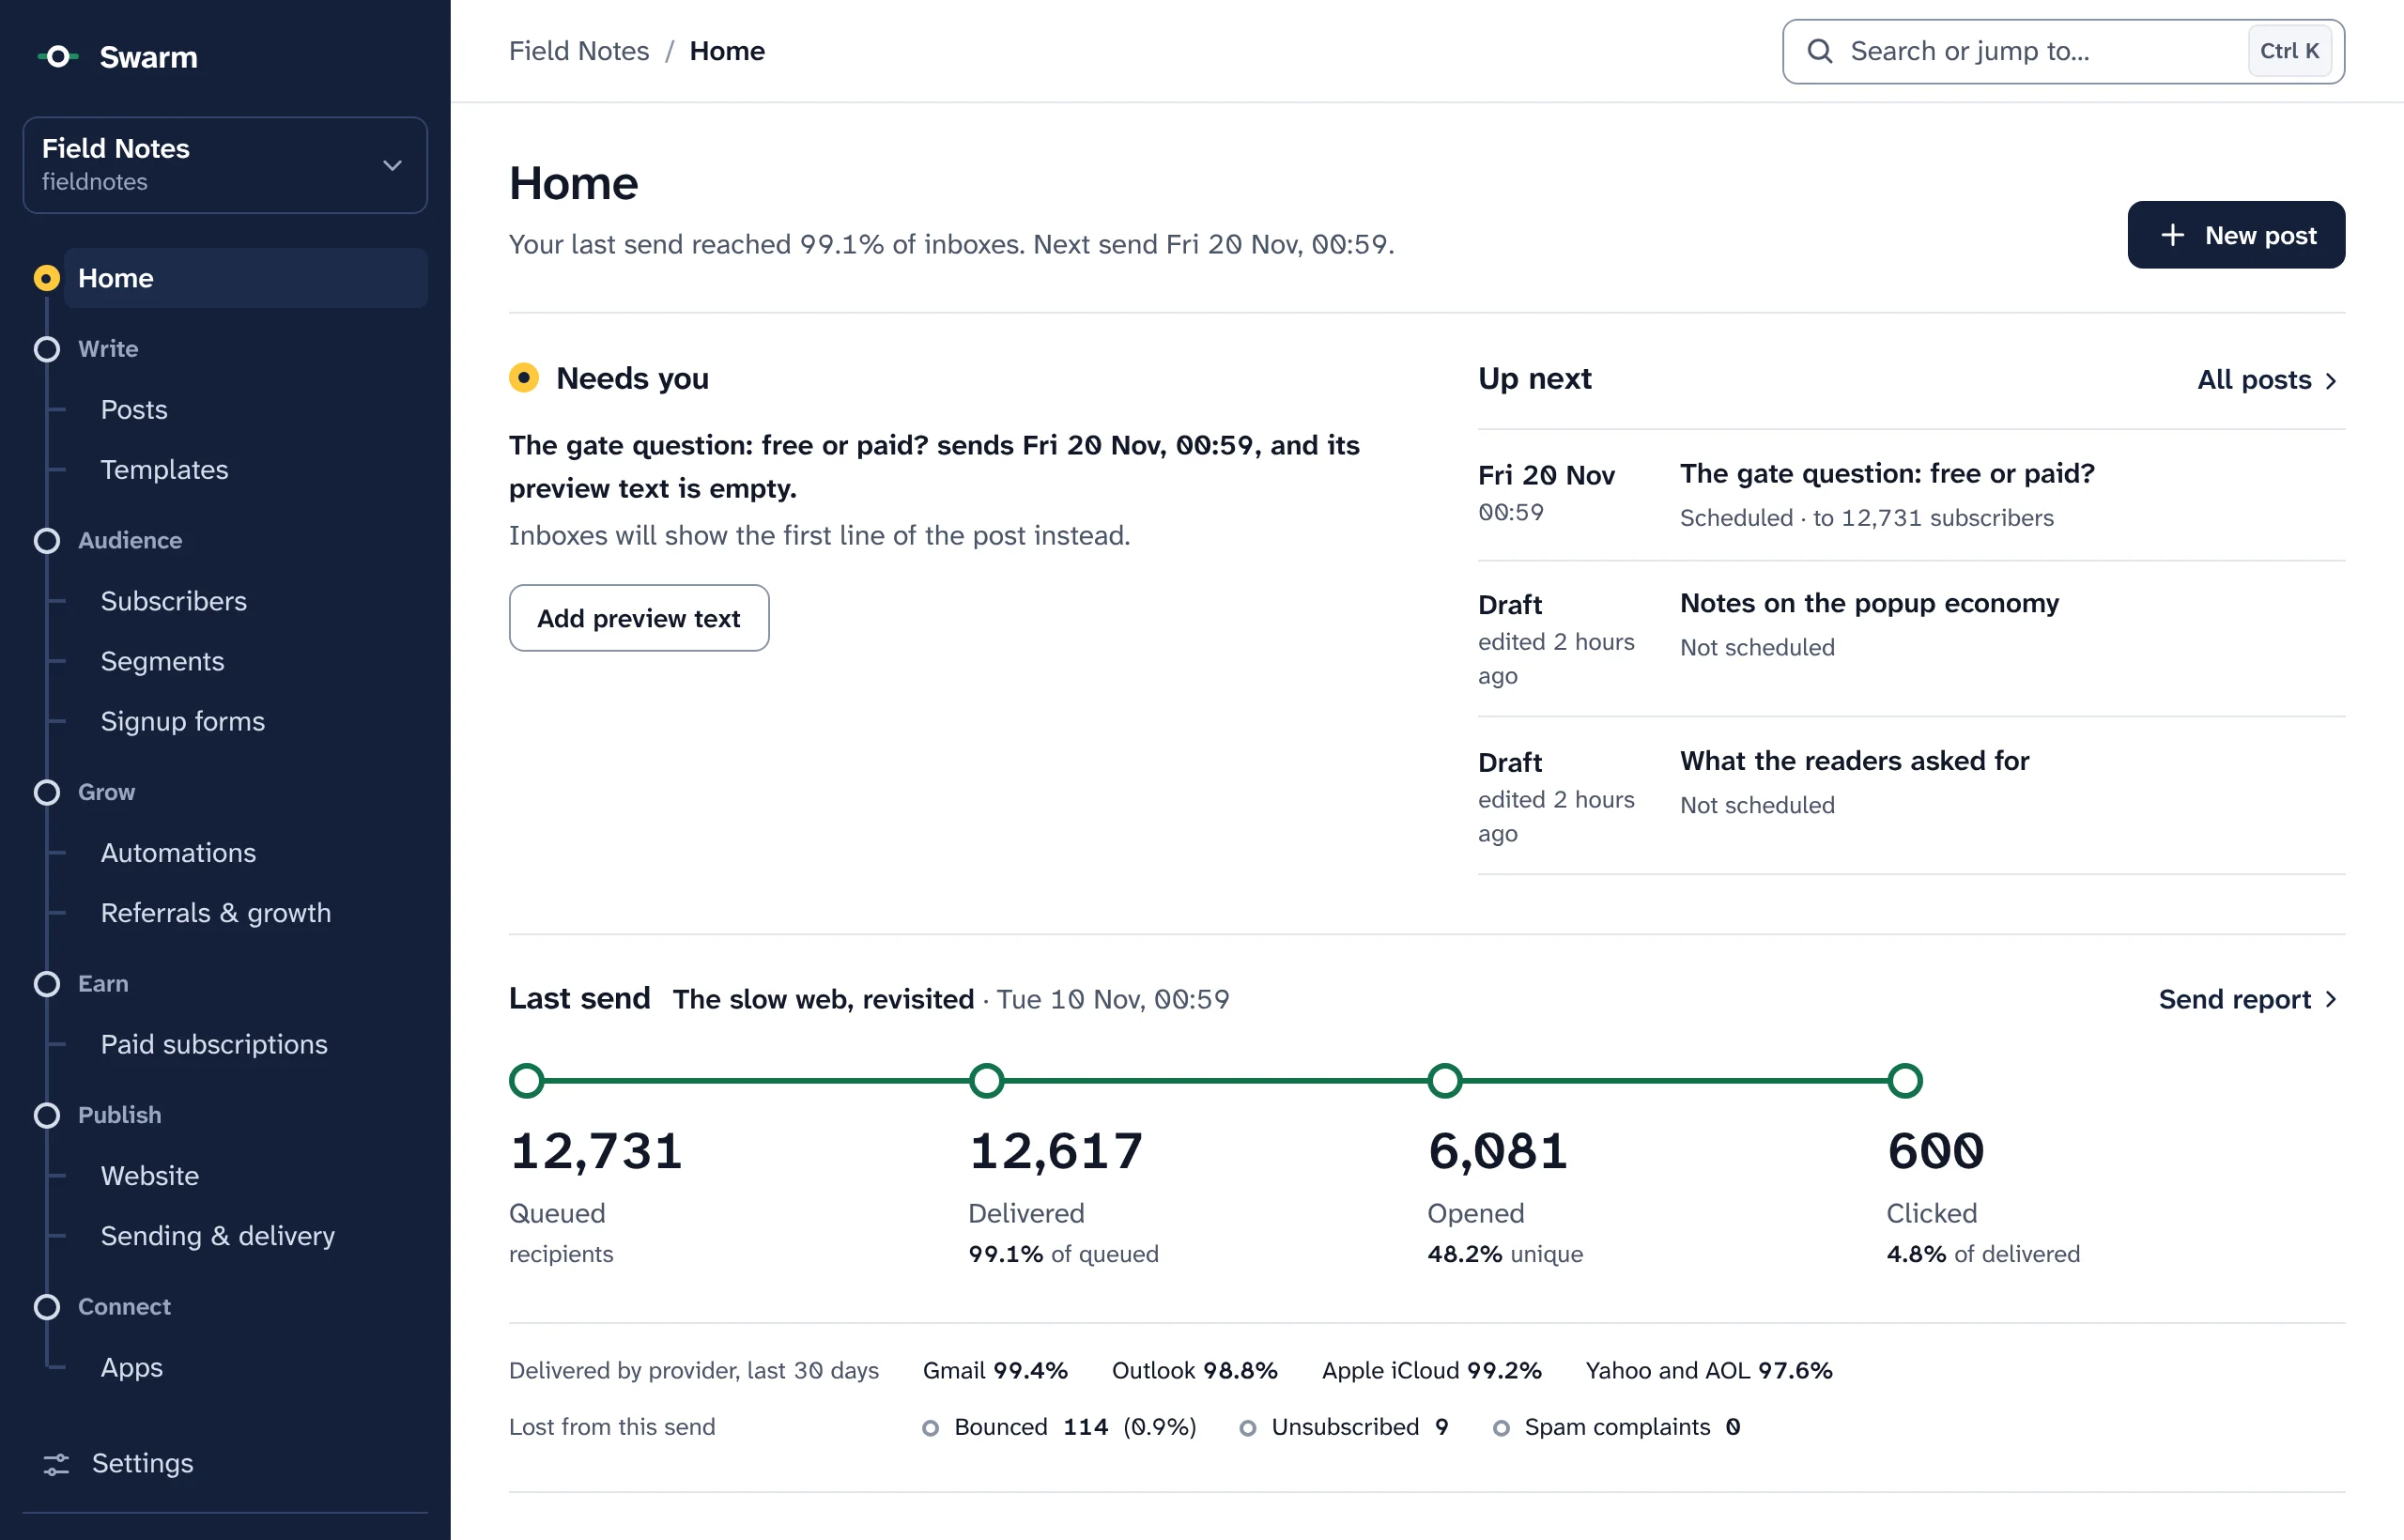 Swarm
Field Notes
fieldnotes
Home
Write
Posts
Templates
Audience
Subscribers
Segments
Signup forms
Grow
Automations
Referrals & growth
Earn
Paid subscriptions
Publish
Website
Sending & delivery
Connect
Apps
Settings
Field Notes / Home
Search or jump to... Ctrl K
Home
Your last send reached 99.1% of inboxes. Next send Fri 20 Nov, 00:59.
+ New post
Needs you
The gate question: free or paid? sends Fri 20 Nov, 00:59, and its
preview text is empty.
Inboxes will show the first line of the post instead.
Add preview text
Up next
All posts
Fri 20 Nov
00:59
The gate question: free or paid?
Scheduled · to 12,731 subscribers
Draft
edited 2 hours
ago
Notes on the popup economy
Not scheduled
Draft
edited 2 hours
ago
What the readers asked for
Not scheduled
Last send The slow web, revisited · Tue 10 Nov, 00:59
Send report
12,731
Queued
recipients
12,617
Delivered
99.1% of queued
6,081
Opened
48.2% unique
600
Clicked
4.8% of delivered
Delivered by provider, last 30 days Gmail 99.4% Outlook 98.8% Apple iCloud 99.2% Yahoo and AOL 97.6%
Lost from this send Bounced 114 (0.9%) Unsubscribed 9 Spam complaints 0